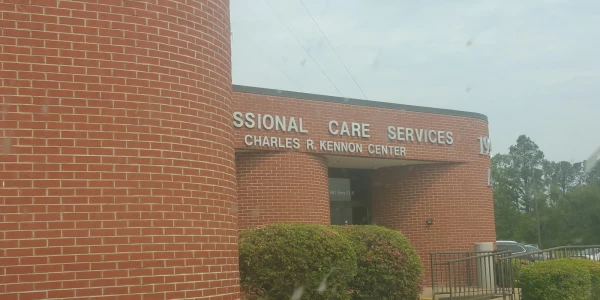 SSIONAL CARE SERVICES
CHARLES R. KENNON CENTER